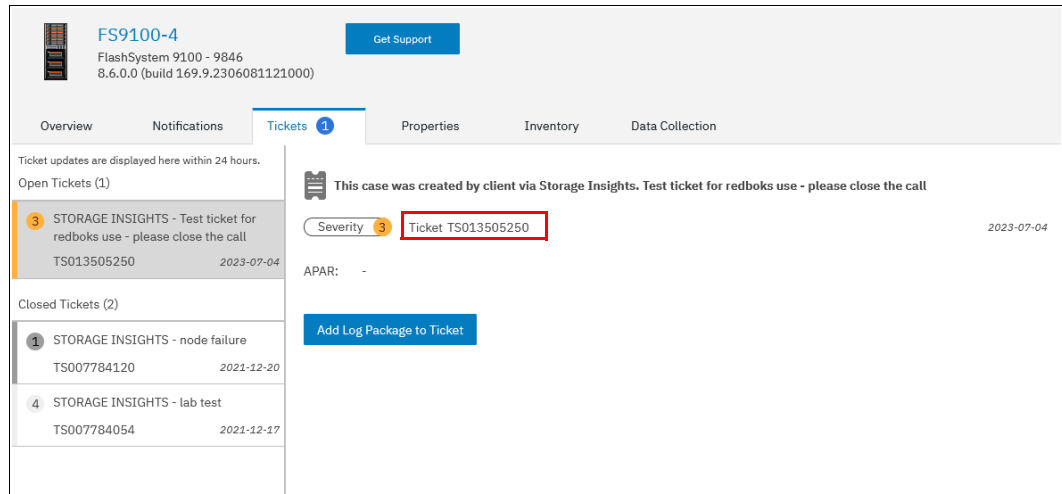 FS9100-4
Get Support
FlashSystem 9100 - 9846
8.6.0.0 (build 169.9.2306081121000)
Overview Notifications Tickets 1 Properties Inventory Data Collection
Ticket updates are displayed here within 24 hours.
Open Tickets (1)
3 STORAGE INSIGHTS - Test ticket for
redboks use - please close the call
TS013505250 2023-07-04
Closed Tickets (2)
1 STORAGE INSIGHTS - node failure
TS007784120 2021-12-20
4 STORAGE INSIGHTS - lab test
TS007784054 2021-12-17
This case was created by client via Storage Insights. Test ticket for redboks use - please close the call
Severity 3 Ticket TS013505250 2023-07-04
APAR: -
Add Log Package to Ticket